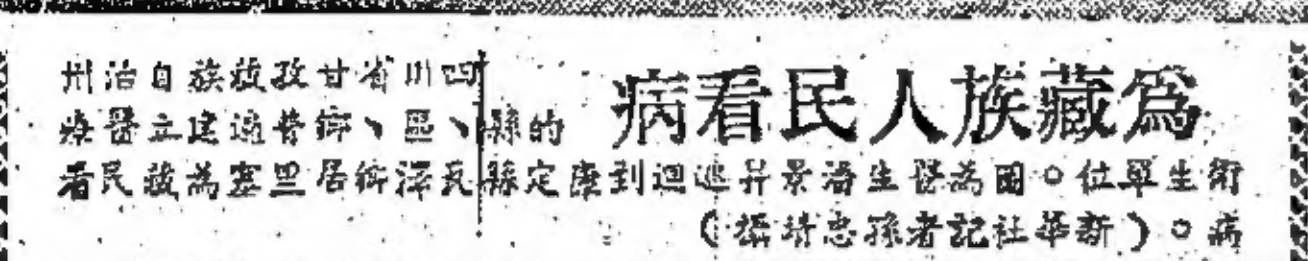 爲藏族人民看病
四川省甘孜藏族自治州
的縣、區、鄉普遍建立醫療
衛生單位。圖為醫生景升巡迴到康定縣瓦澤鄉居里塞為藏民看
病。(新華社記者孫忠靖攝)